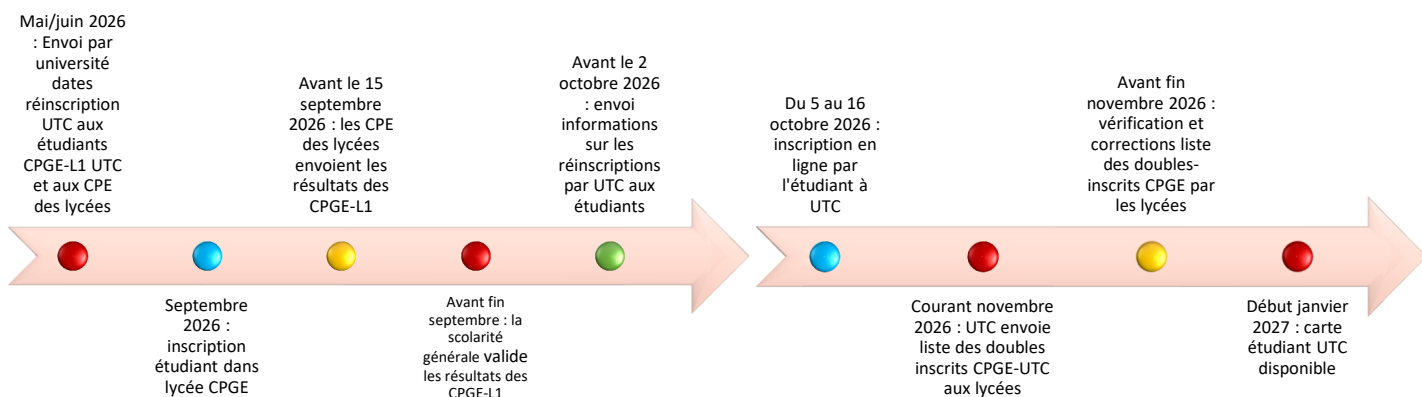 Mai/juin 2026
: Envoi par
université
dates
réinscription
UTC aux
étudiants
CPGE-L1 UTC
et aux CPE
des lycées
Septembre
2026 :
inscription
étudiant dans
lycée CPGE
Avant le 15
septembre
2026 : les CPE
des lycées
envoient les
résultats des
CPGE-L1
Avant fin
septembre : la
scolarité
générale valide
les résultats des
CPGE-L1
Avant le 2
octobre 2026
: envoi
informations
sur les
réinscriptions
par UTC aux
étudiants
Du 5 au 16
octobre 2026 :
inscription en
ligne par
l'étudiant à
UTC
Courant novembre
2026 : UTC envoie
liste des doubles
inscrits CPGE-UTC
aux lycées
Avant fin
novembre 2026 :
vérification et
corrections liste
des doubles-
inscrits CPGE par
les lycées
Début janvier
2027 : carte
étudiant UTC
disponible